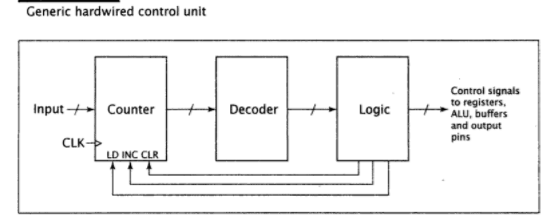 Generic hardwired control unit
Input
Counter
Decoder
Logic
Control signals
to registers,
ALU, buffers
and output
pins
CLK
LD INC CLR